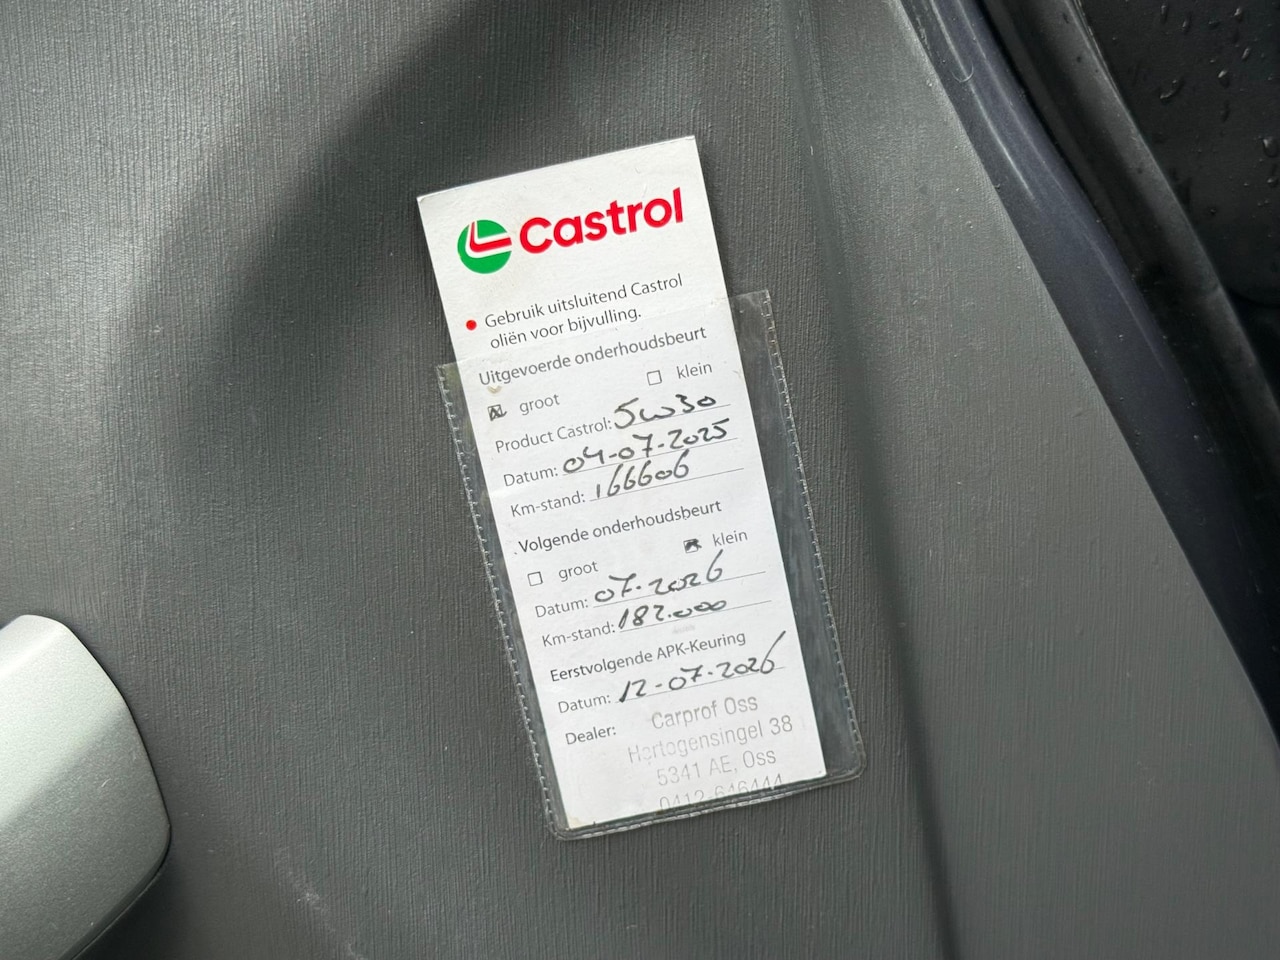 Castrol
Gebruik uitsluitend Castrol
oliën voor bijvulling.
Uitgevoerde onderhoudsbeurt
groot klein
Product Castrol: 5W30
Datum: 04-07-2025
Km-stand: 166606
Volgende onderhoudsbeurt
groot klein
Datum: 07-2026
Km-stand: 182.000
Eerstvolgende APK-Keuring
Datum: 12-07-2026
Dealer: Carprof Oss
Hertogensingel 38
5341 AE, Oss
0412-646444